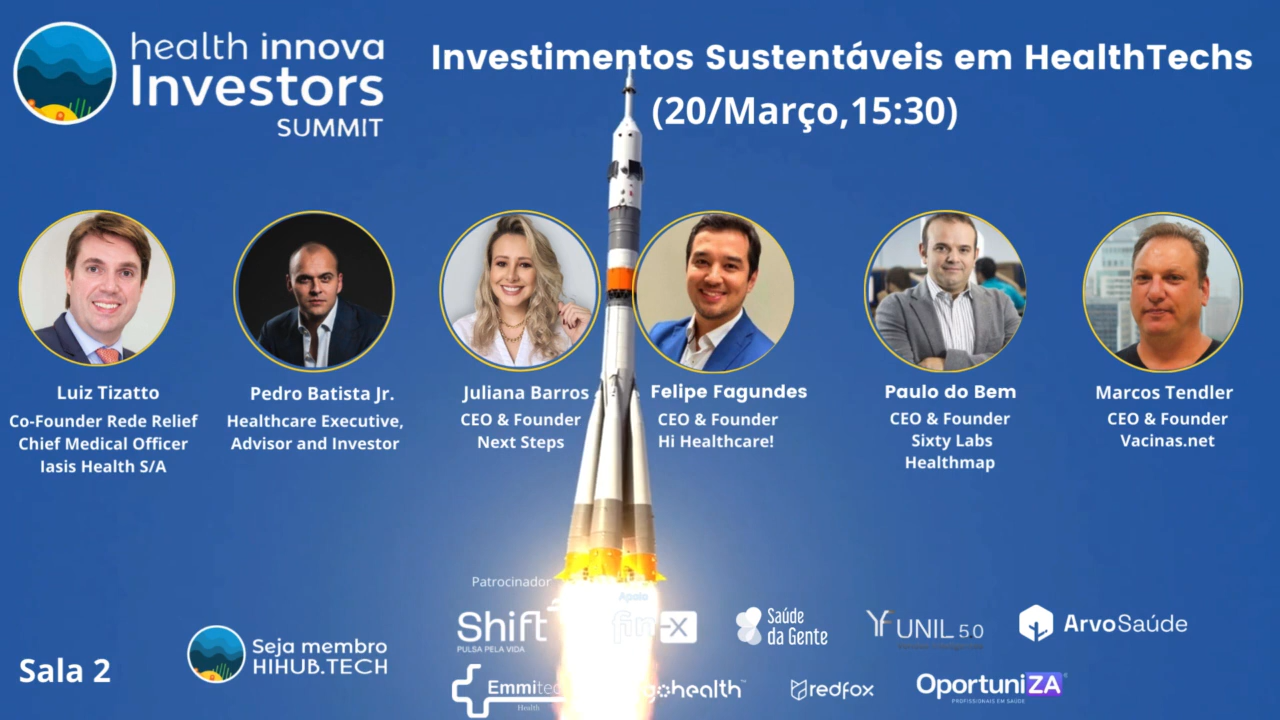 health innova
Investors
SUMMIT
Investimentos Sustentáveis em HealthTechs
(20/Março,15:30)
Luiz Tizatto
Co-Founder Rede Relief
Chief Medical Officer
Iasis Health S/A
Pedro Batista Jr.
Healthcare Executive,
Advisor and Investor
Juliana Barros
CEO & Founder
Next Steps
Felipe Fagundes
CEO & Founder
Hi Healthcare!
Paulo do Bem
CEO & Founder
Sixty Labs
Healthmap
Marcos Tendler
CEO & Founder
Vacinas.net
Patrocinador
Apoio
Shift
PULSA PELA VIDA
fin-X
Saúde
da Gente
UNIL 50
ArvoSaúde
Sala 2
Seja membro
HIHUB.TECH
Emmitec
Health
gohealth™
redfox
OportuniZA
PROFISSIONAIS EM SAÚDE